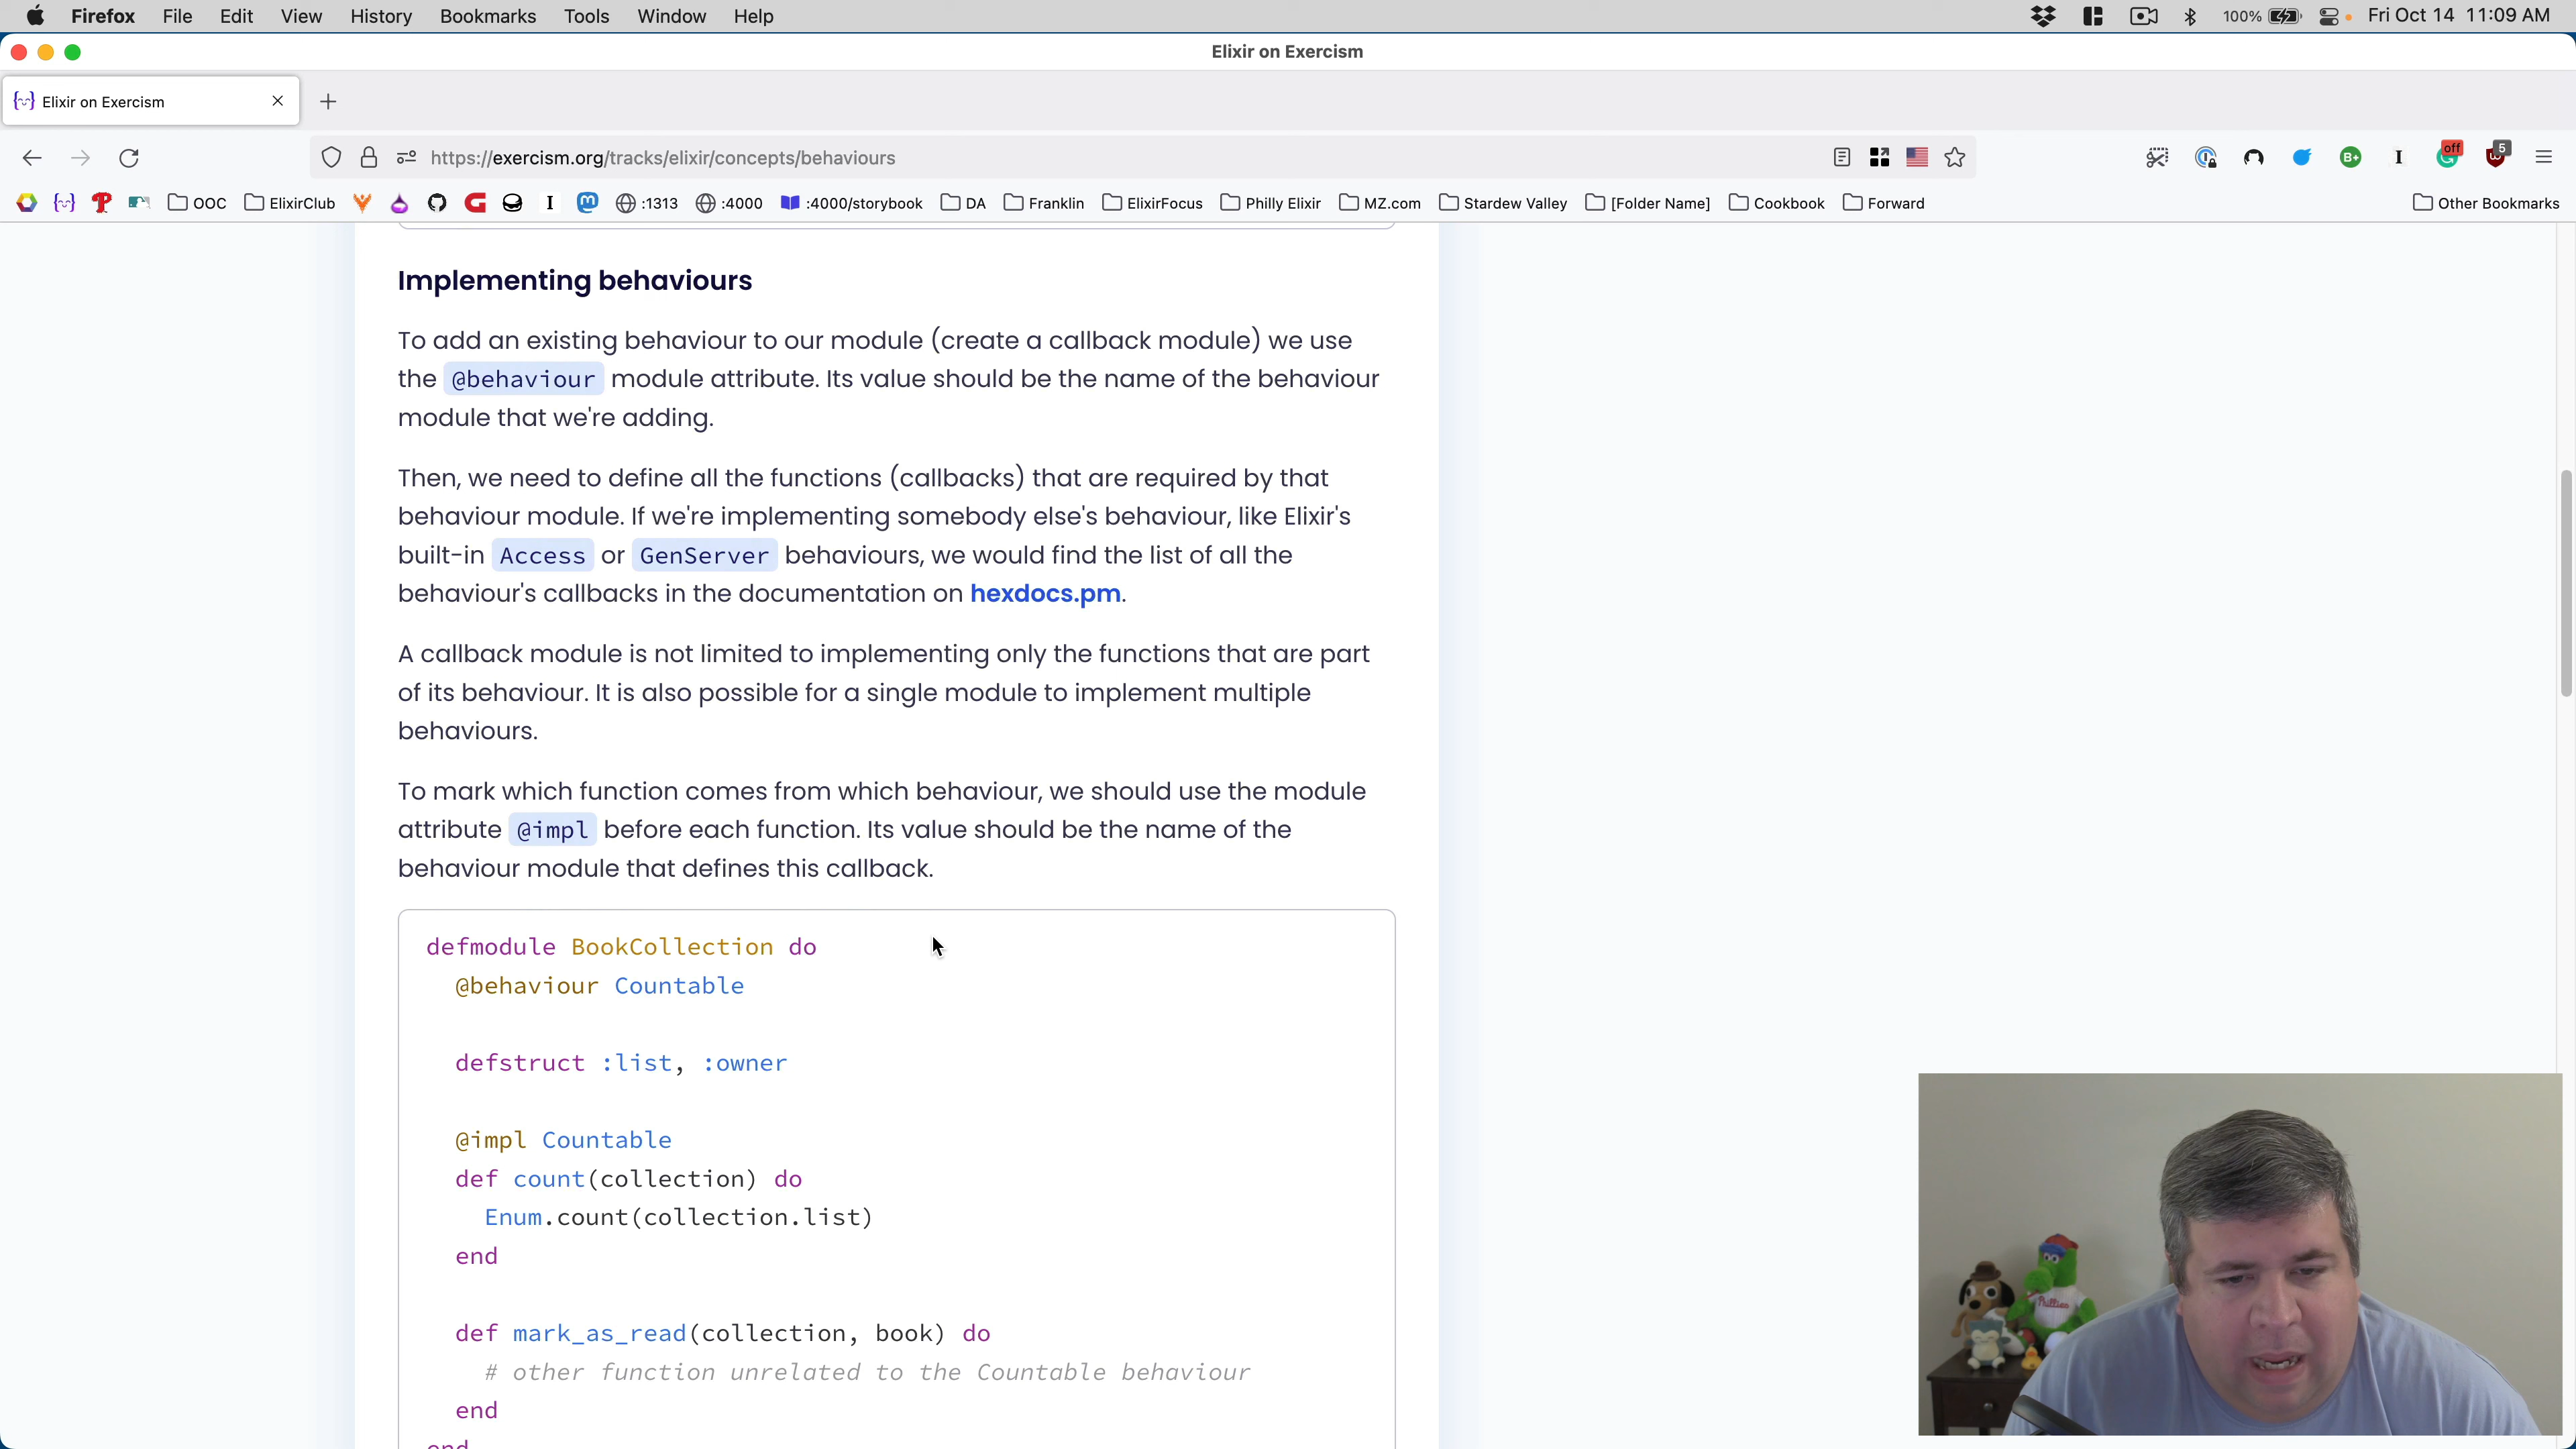 Firefox File Edit View History Bookmarks Tools Window Help 100% Fri Oct 14 11:09 AM
Elixir on Exercism
Elixir on Exercism
https://exercism.org/tracks/elixir/concepts/behaviours off 5
OOC ElixirClub :1313 :4000 :4000/storybook DA Franklin ElixirFocus Philly Elixir MZ.com Stardew Valley [Folder Name] Cookbook Forward Other Bookmarks
Implementing behaviours
To add an existing behaviour to our module (create a callback module) we use
the @behaviour module attribute. Its value should be the name of the behaviour
module that we're adding.
Then, we need to define all the functions (callbacks) that are required by that
behaviour module. If we're implementing somebody else's behaviour, like Elixir's
built-in Access or GenServer behaviours, we would find the list of all the
behaviour's callbacks in the documentation on hexdocs.pm.
A callback module is not limited to implementing only the functions that are part
of its behaviour. It is also possible for a single module to implement multiple
behaviours.
To mark which function comes from which behaviour, we should use the module
attribute @impl before each function. Its value should be the name of the
behaviour module that defines this callback.
defmodule BookCollection do
@behaviour Countable
defstruct :list, :owner
@impl Countable
def count(collection) do
Enum.count(collection.list)
end
def mark_as_read(collection, book) do
# other function unrelated to the Countable behaviour
end
end
Phillies